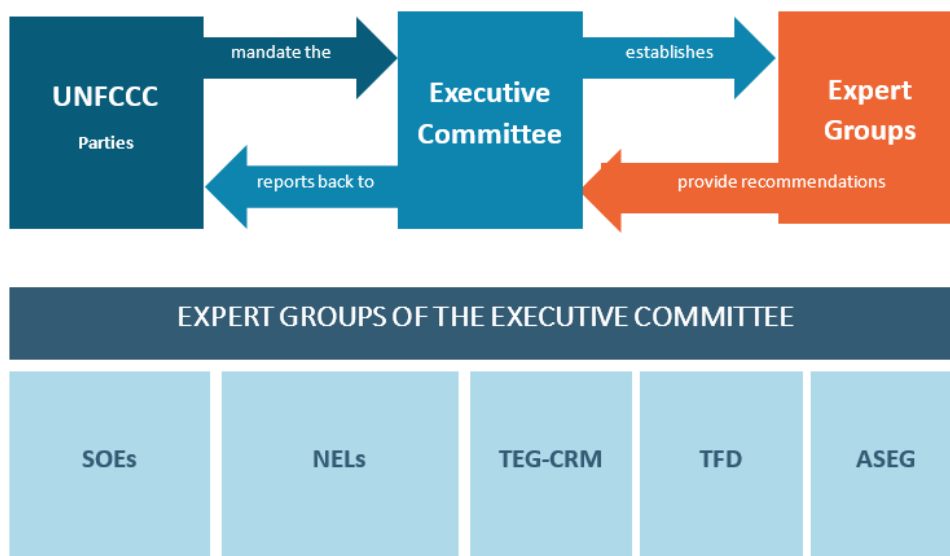 mandate the
establishes
UNFCCC
Parties
Executive
Committee
Expert
Groups
reports back to
provide recommendations
EXPERT GROUPS OF THE EXECUTIVE COMMITTEE
SOEs
NELs
TEG-CRM
TFD
ASEG